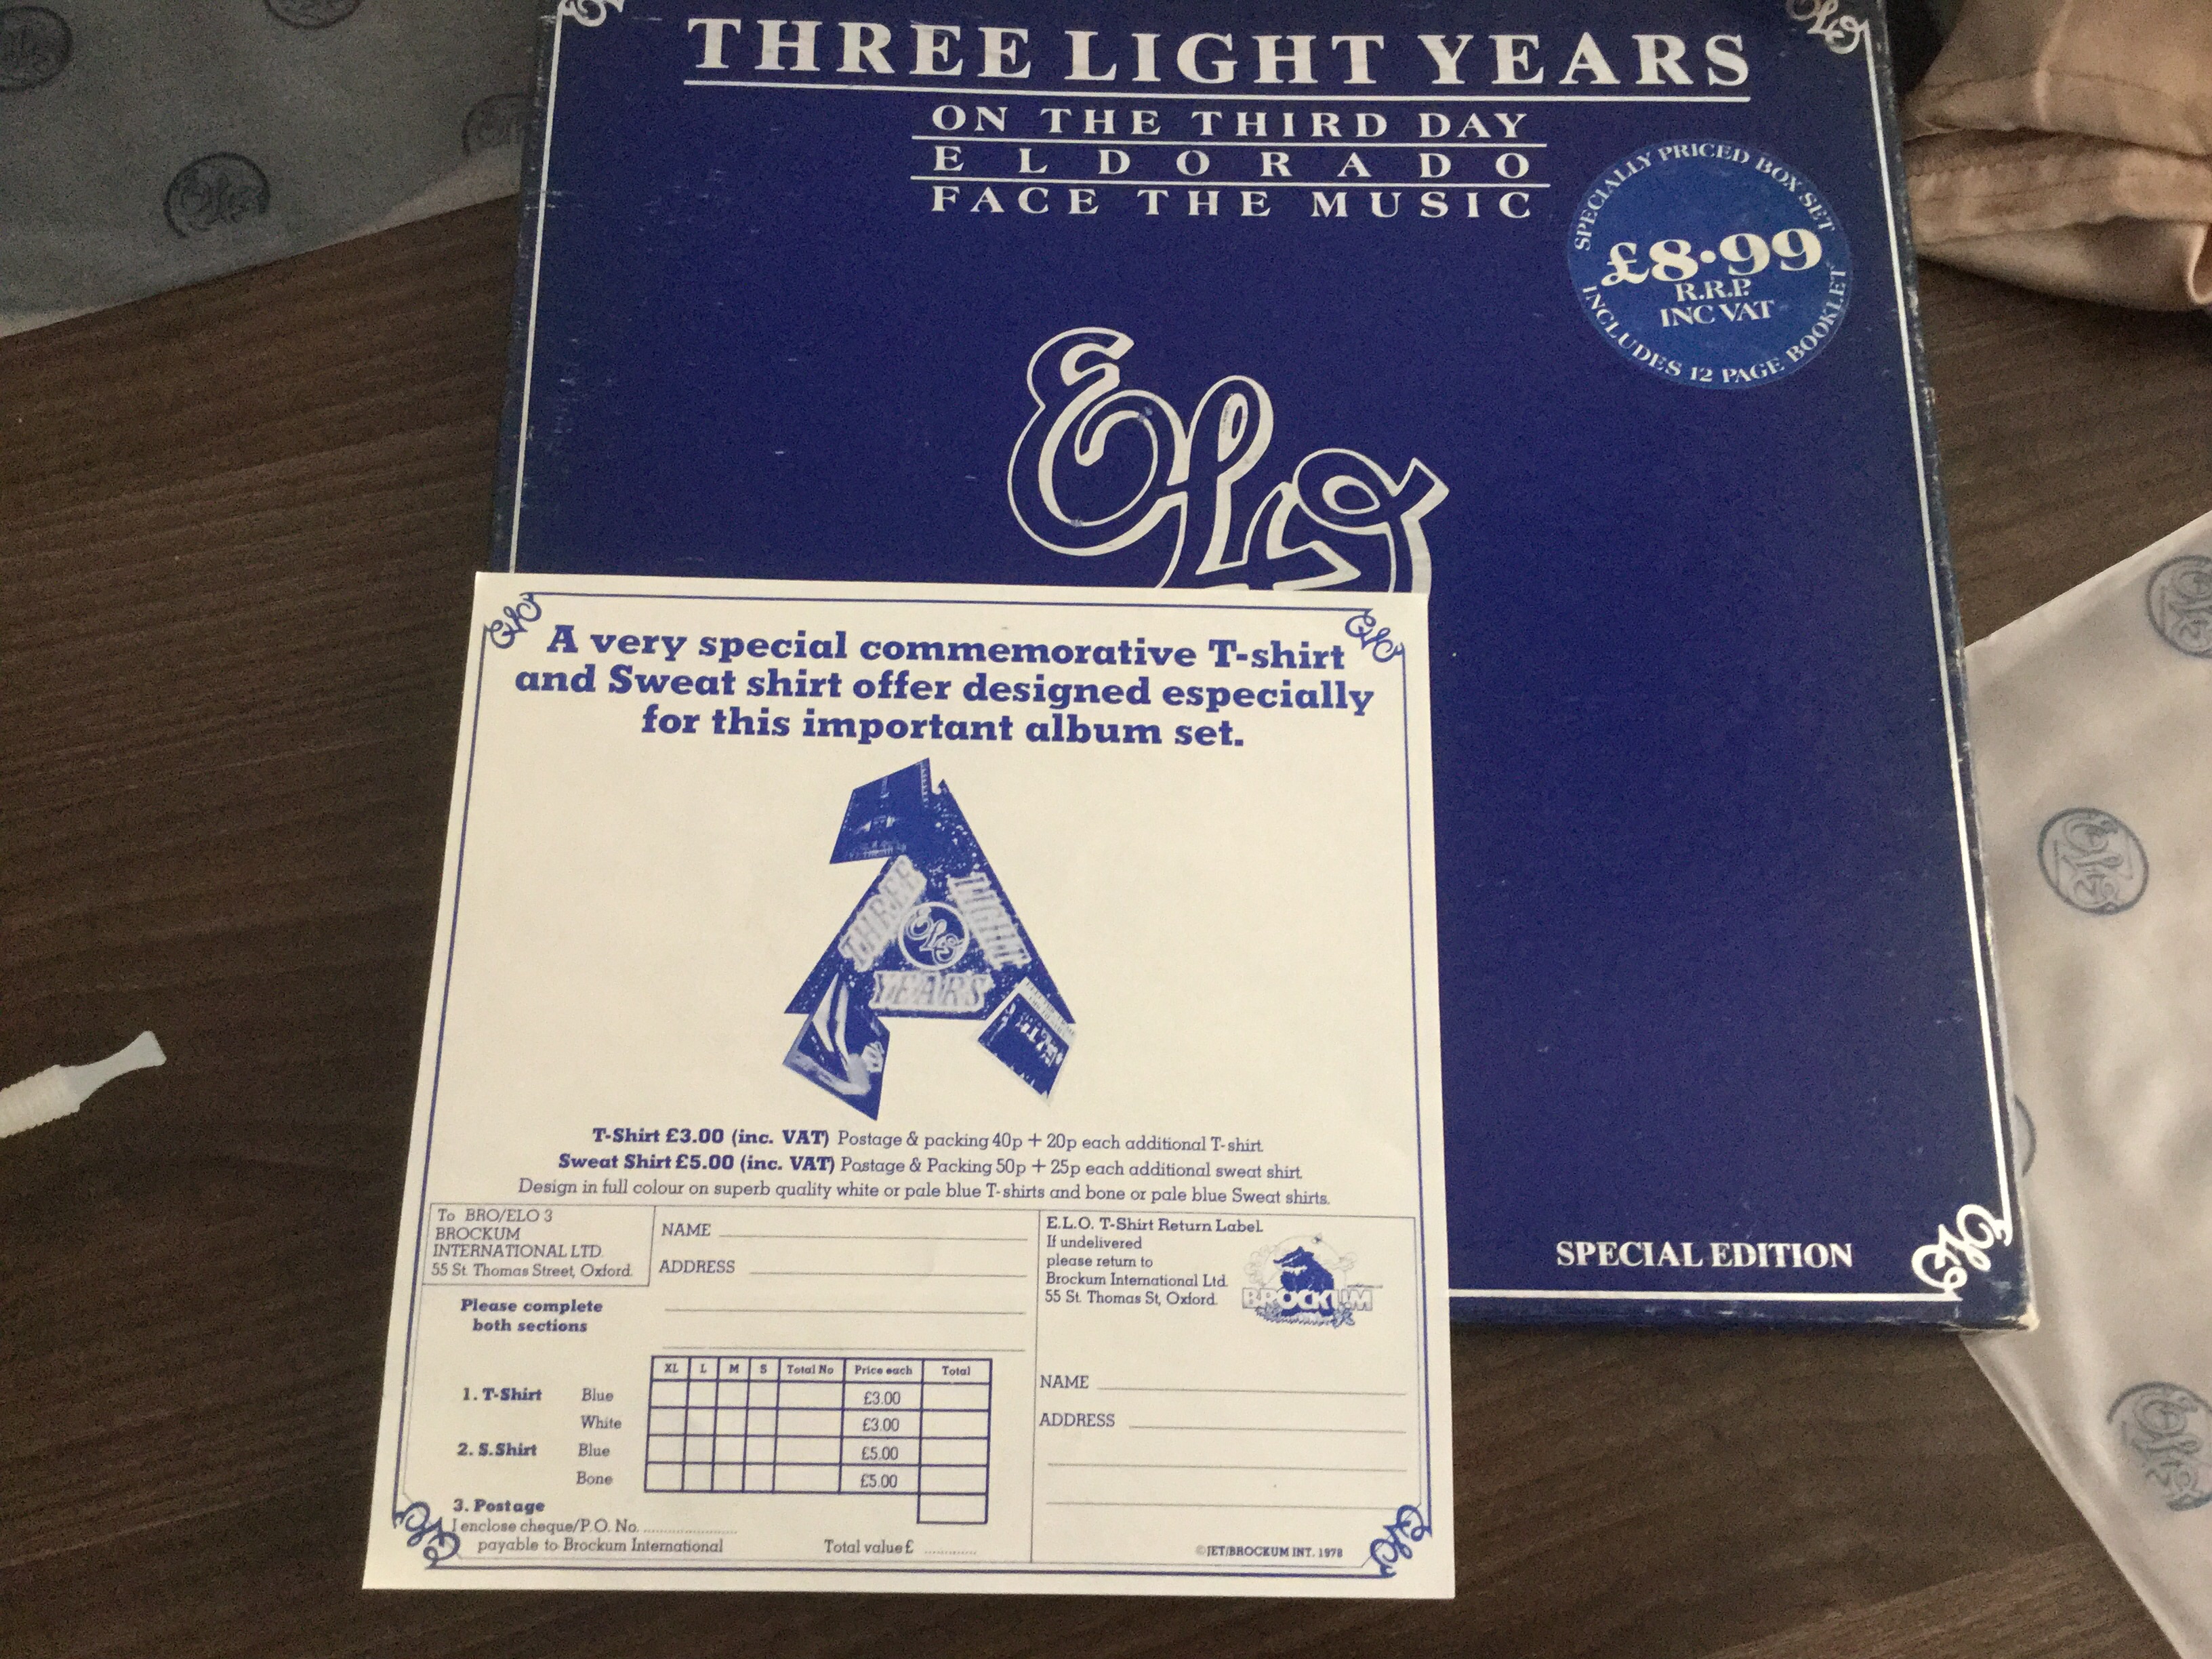 THREE LIGHT YEARS
ON THE THIRD DAY
ELDORADO
FACE THE MUSIC
SPECIALLY PRICED BOX SET
£8·99
R.R.P.
INC VAT
INCLUDES 12 PAGE BOOKLET
ELO
SPECIAL EDITION
A very special commemorative T-shirt
and Sweat shirt offer designed especially
for this important album set.
THREE LIGHT
ELO
YEARS
T-Shirt £3.00 (inc. VAT) Postage & packing 40p + 20p each additional T-shirt.
Sweat Shirt £5.00 (inc. VAT) Postage & Packing 50p + 25p each additional sweat shirt.
Design in full colour on superb quality white or pale blue T-shirts and bone or pale blue Sweat shirts.
To BRO/ELO 3
BROCKUM
INTERNATIONAL LTD.
55 St. Thomas Street, Oxford.
NAME
ADDRESS
Please complete
both sections
XL L M S Total No Price each Total
1. T-Shirt Blue £3.00
White £3.00
2. S.Shirt Blue £5.00
Bone £5.00
3. Postage
I enclose cheque/P.O. No. ....................
payable to Brockum International Total value £ ............
E.L.O. T-Shirt Return Label.
If undelivered
please return to
Brockum International Ltd.
55 St. Thomas St, Oxford.
BROCKUM
NAME
ADDRESS
©JET/BROCKUM INT. 1978